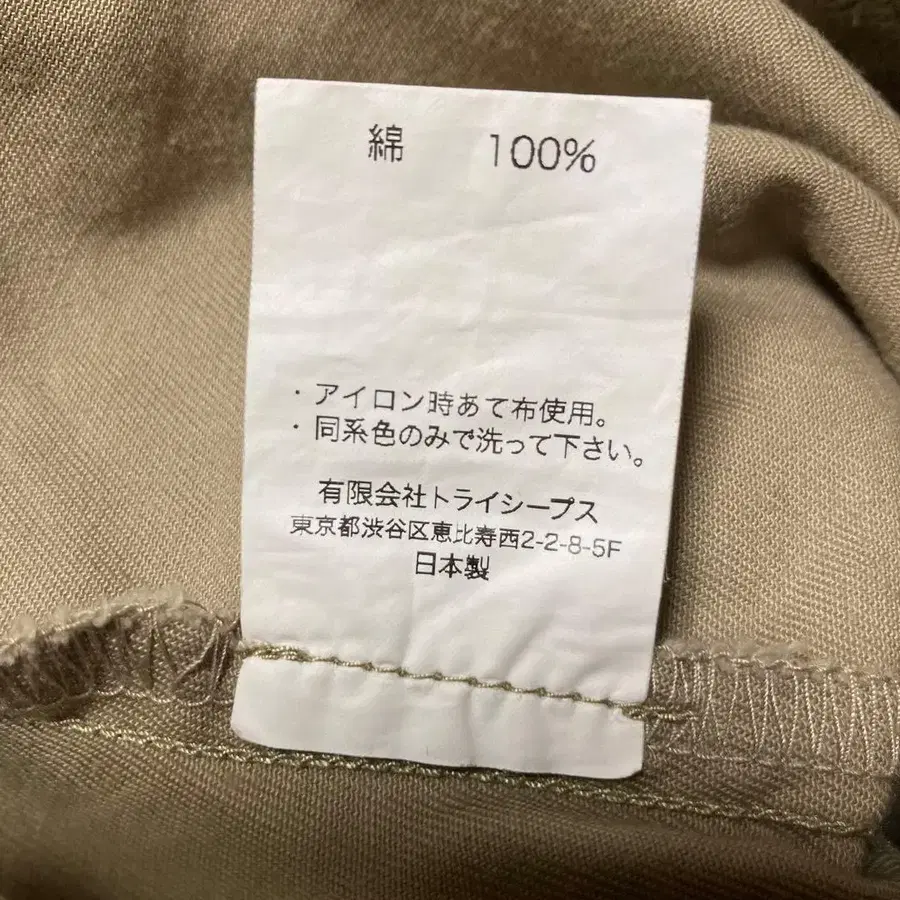 綿 100%
・アイロン時あて布使用。
・同系色のみで洗って下さい。
有限会社トライシープス
東京都渋谷区恵比寿西2-2-8-5F
日本製